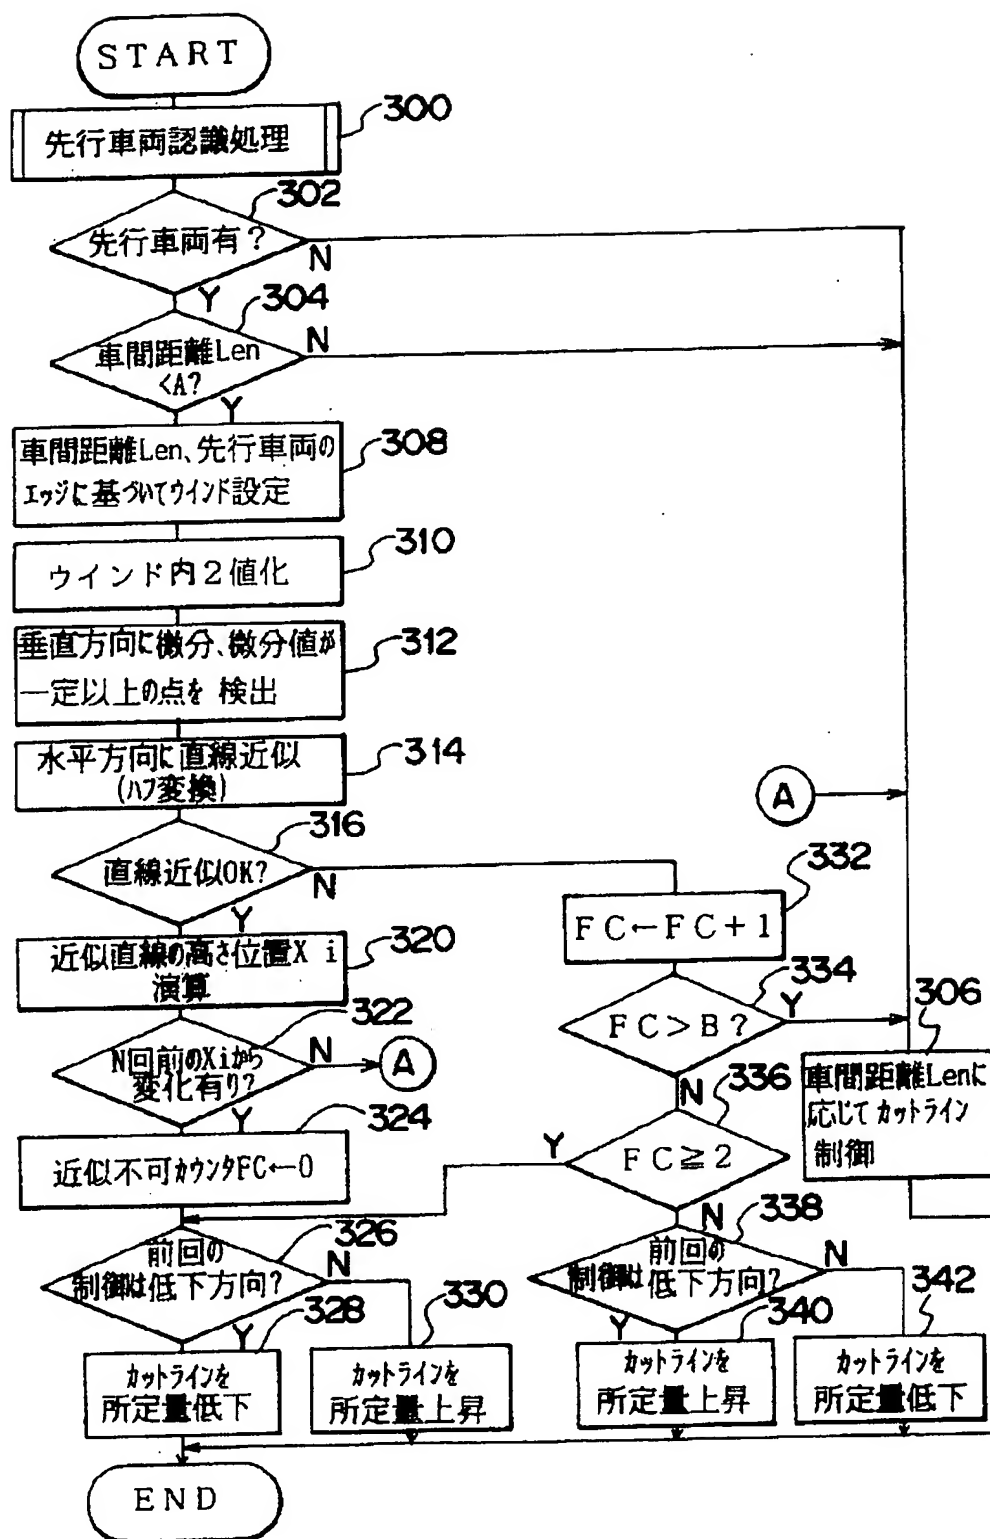 START
300
先行車両認識処理
302
先行車両有?
N
Y
304
車間距離Len
<A?
N
Y
308
車間距離Len、先行車両の
エッジに基づいてウインド設定
310
ウインド内2値化
312
垂直方向に微分、微分値が
一定以上の点を 検出
314
水平方向に直線近似
(ハフ変換)
A
316
直線近似OK?
N
Y
332
FC←FC+1
320
近似直線の高さ位置Xi
演算
334
FC>B?
Y
N
306
車間距離Lenに
応じてカットライン
制御
322
N回前のXiから
変化有り?
N
A
Y
324
近似不可カウンタFC←0
336
FC≧2
Y
N
326
前回の
制御は低下方向?
N
Y
338
前回の
制御は低下方向?
N
Y
328
カットラインを
所定量低下
330
カットラインを
所定量上昇
340
カットラインを
所定量上昇
342
カットラインを
所定量低下
END